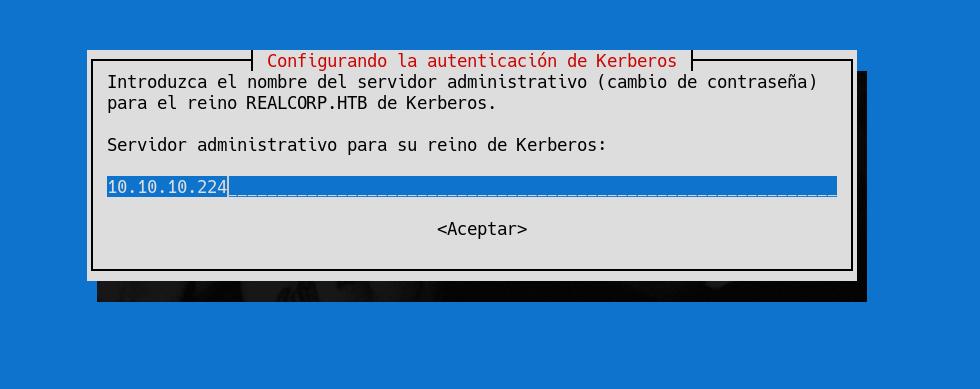 Configurando la autenticación de Kerberos
Introduzca el nombre del servidor administrativo (cambio de contraseña)
para el reino REALCORP.HTB de Kerberos.
Servidor administrativo para su reino de Kerberos:
10.10.10.224
<Aceptar>